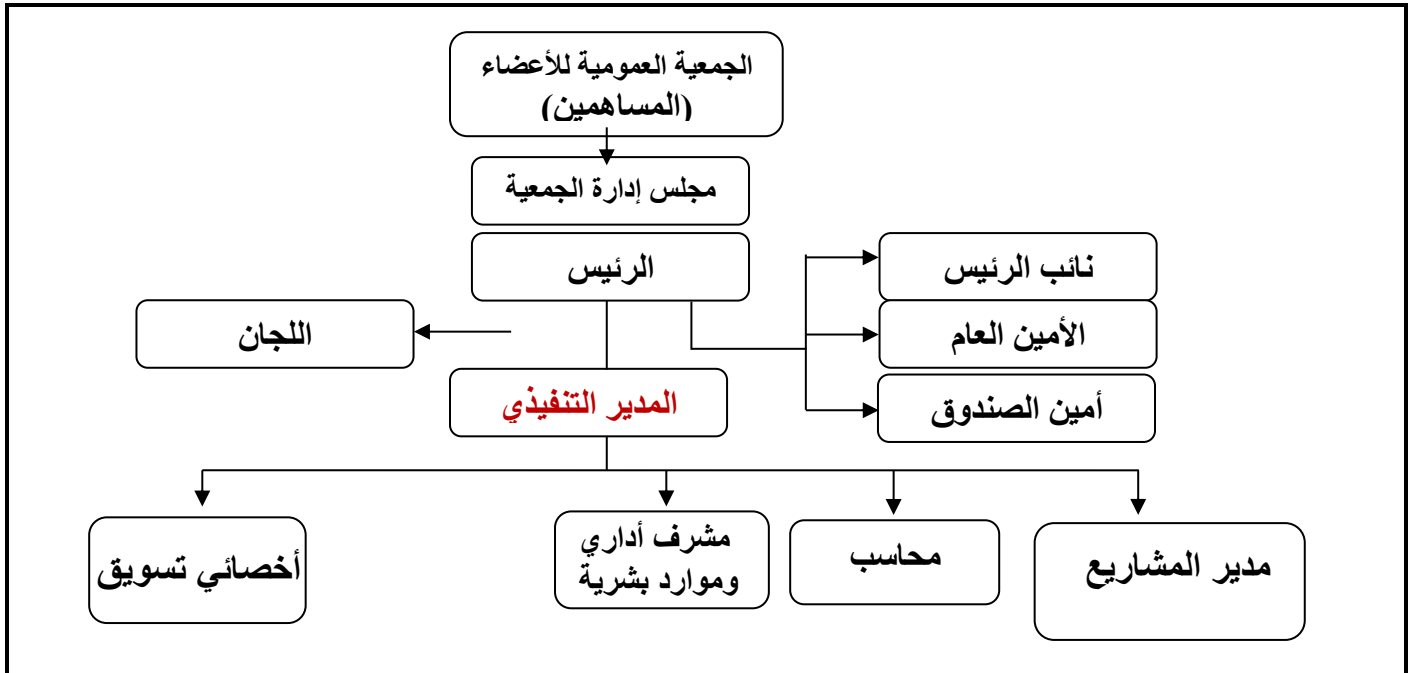 الجمعية العمومية للأعضاء
(المساهمين)
مجلس إدارة الجمعية
الرئيس
نائب الرئيس
الأمين العام
اللجان
أمين الصندوق
المدير التنفيذي
مدير المشاريع
محاسب
مشرف أداري
وموارد بشرية
أخصائي تسويق